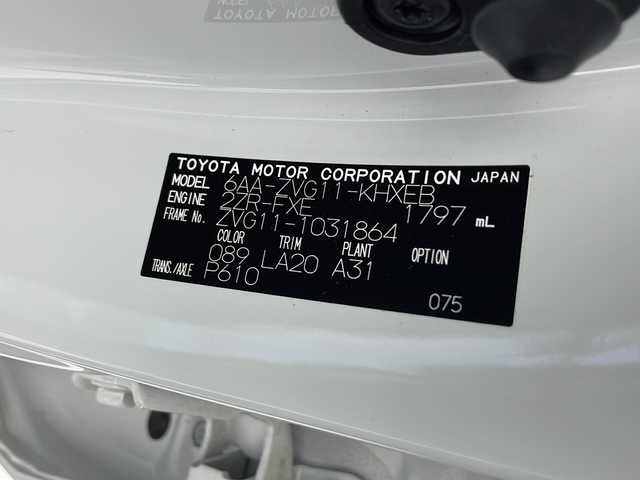 TOYOTA MOTOR CORPORATION JAPAN
MODEL 6AA-ZVG11-KHXEB
ENGINE 2ZR-FXE 1797 mL
FRAME No. ZVG11-1031864
COLOR TRIM PLANT OPTION
089 LA20 A31
TRANS./AXLE P610
075